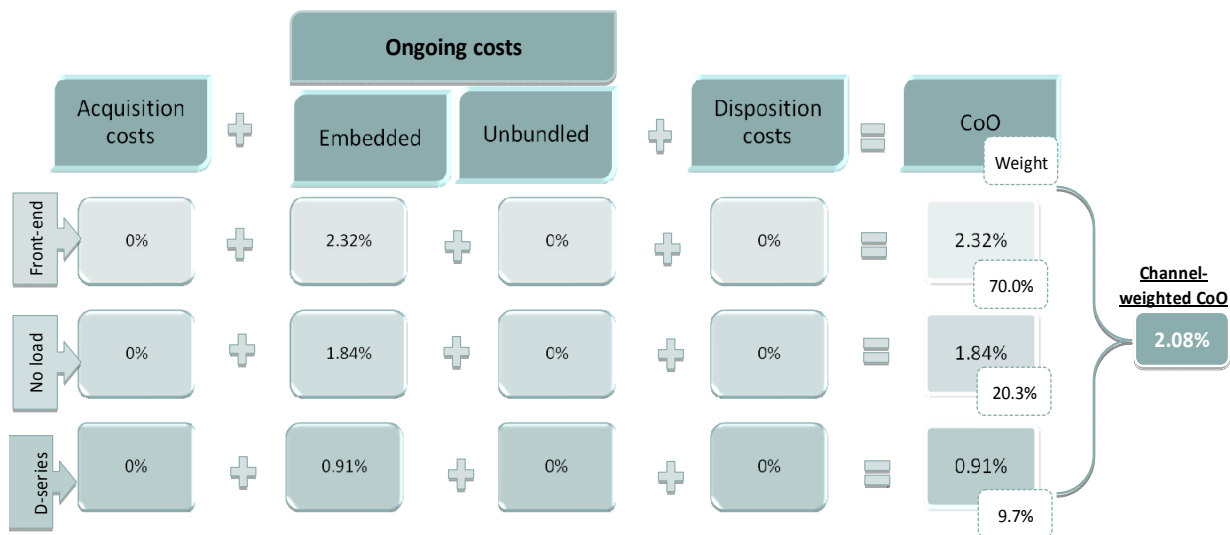 Ongoing costs
Acquisition
costs
Embedded
Unbundled
Disposition
costs
CoO
Weight
Front-end
0%
2.32%
0%
0%
2.32%
70.0%
No load
0%
1.84%
0%
0%
1.84%
20.3%
D-series
0%
0.91%
0%
0%
0.91%
9.7%
Channel-
weighted CoO
2.08%